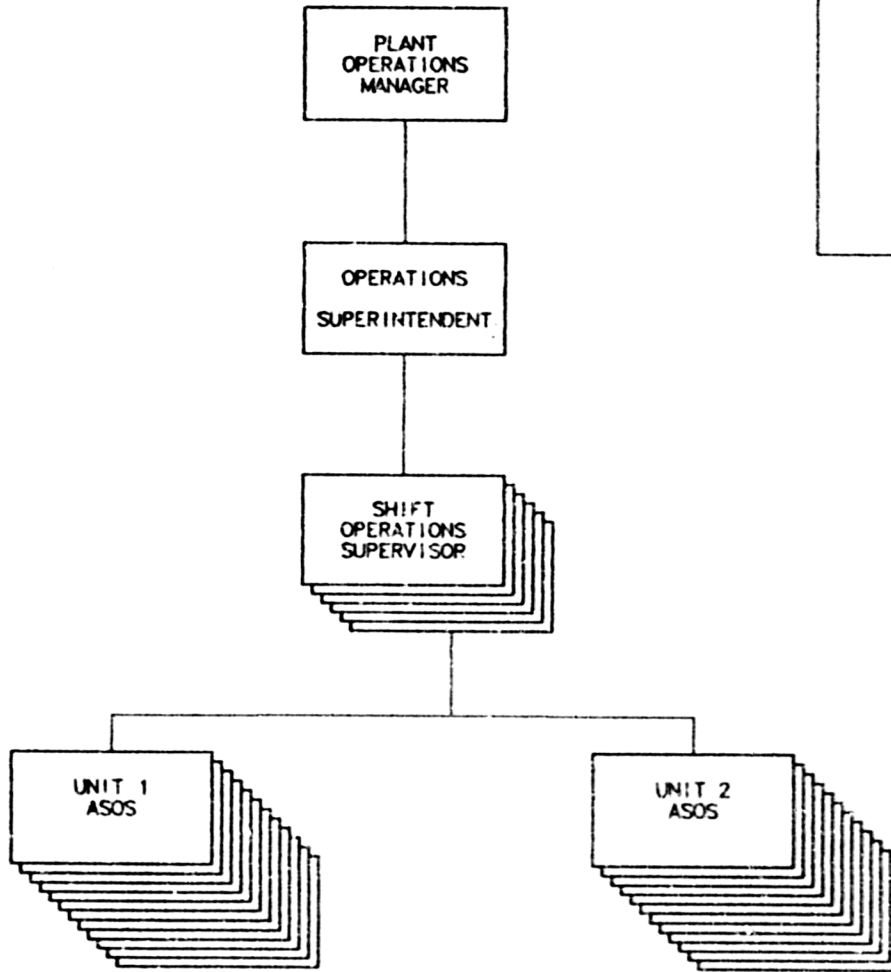 PLANT
OPERATIONS
MANAGER
OPERATIONS
SUPERINTENDENT
SHIFT
OPERATIONS
SUPERVISOR
UNIT 1
ASOS
UNIT 2
ASOS